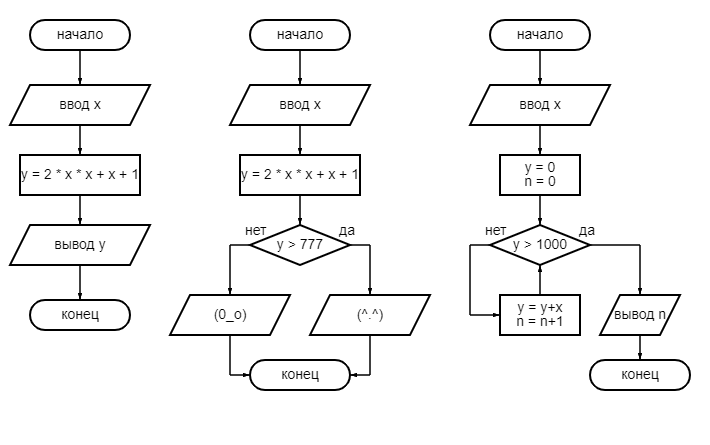 начало
ввод x
y = 2 * x * x + x + 1
вывод y
конец
начало
ввод x
y = 2 * x * x + x + 1
нет
да
y > 777
(0_o)
(^.^)
конец
начало
ввод x
y = 0
n = 0
нет
да
y > 1000
y = y+x
n = n+1
вывод n
конец